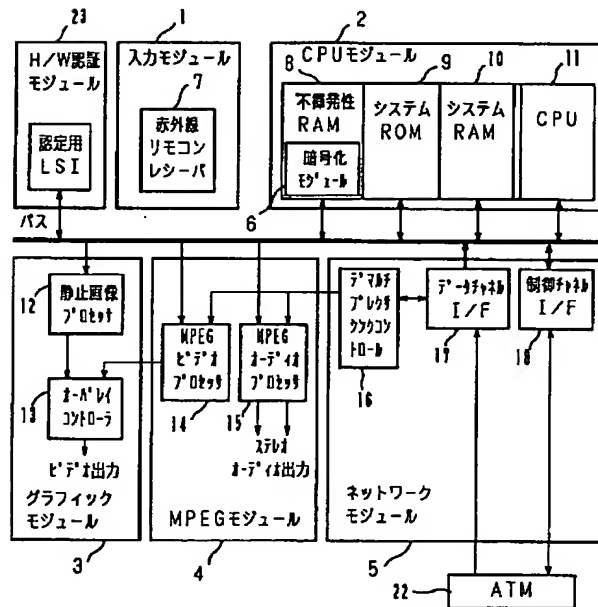 23
H/W認証
モジュール
認定用
LSI
1
入力モジュール
7
赤外線
リモコン
レシーバ
2
CPUモジュール
8
9
10
11
不揮発性
RAM
暗号化
モジュール
6
システム
ROM
システム
RAM
CPU
バス
12
静止画像
プロセッサ
13
オーバレイ
コントローラ
ビデオ出力
グラフィック
モジュール
3
MPEG
ビデオ
プロセッサ
14
MPEG
オーディオ
プロセッサ
15
ステレオ
オーディオ出力
MPEGモジュール
4
デマルチ
プレクサ
シンクコン
トロール
16
データチャネル
I/F
17
制御チャネル
I/F
18
ネットワーク
モジュール
5
22
ATM